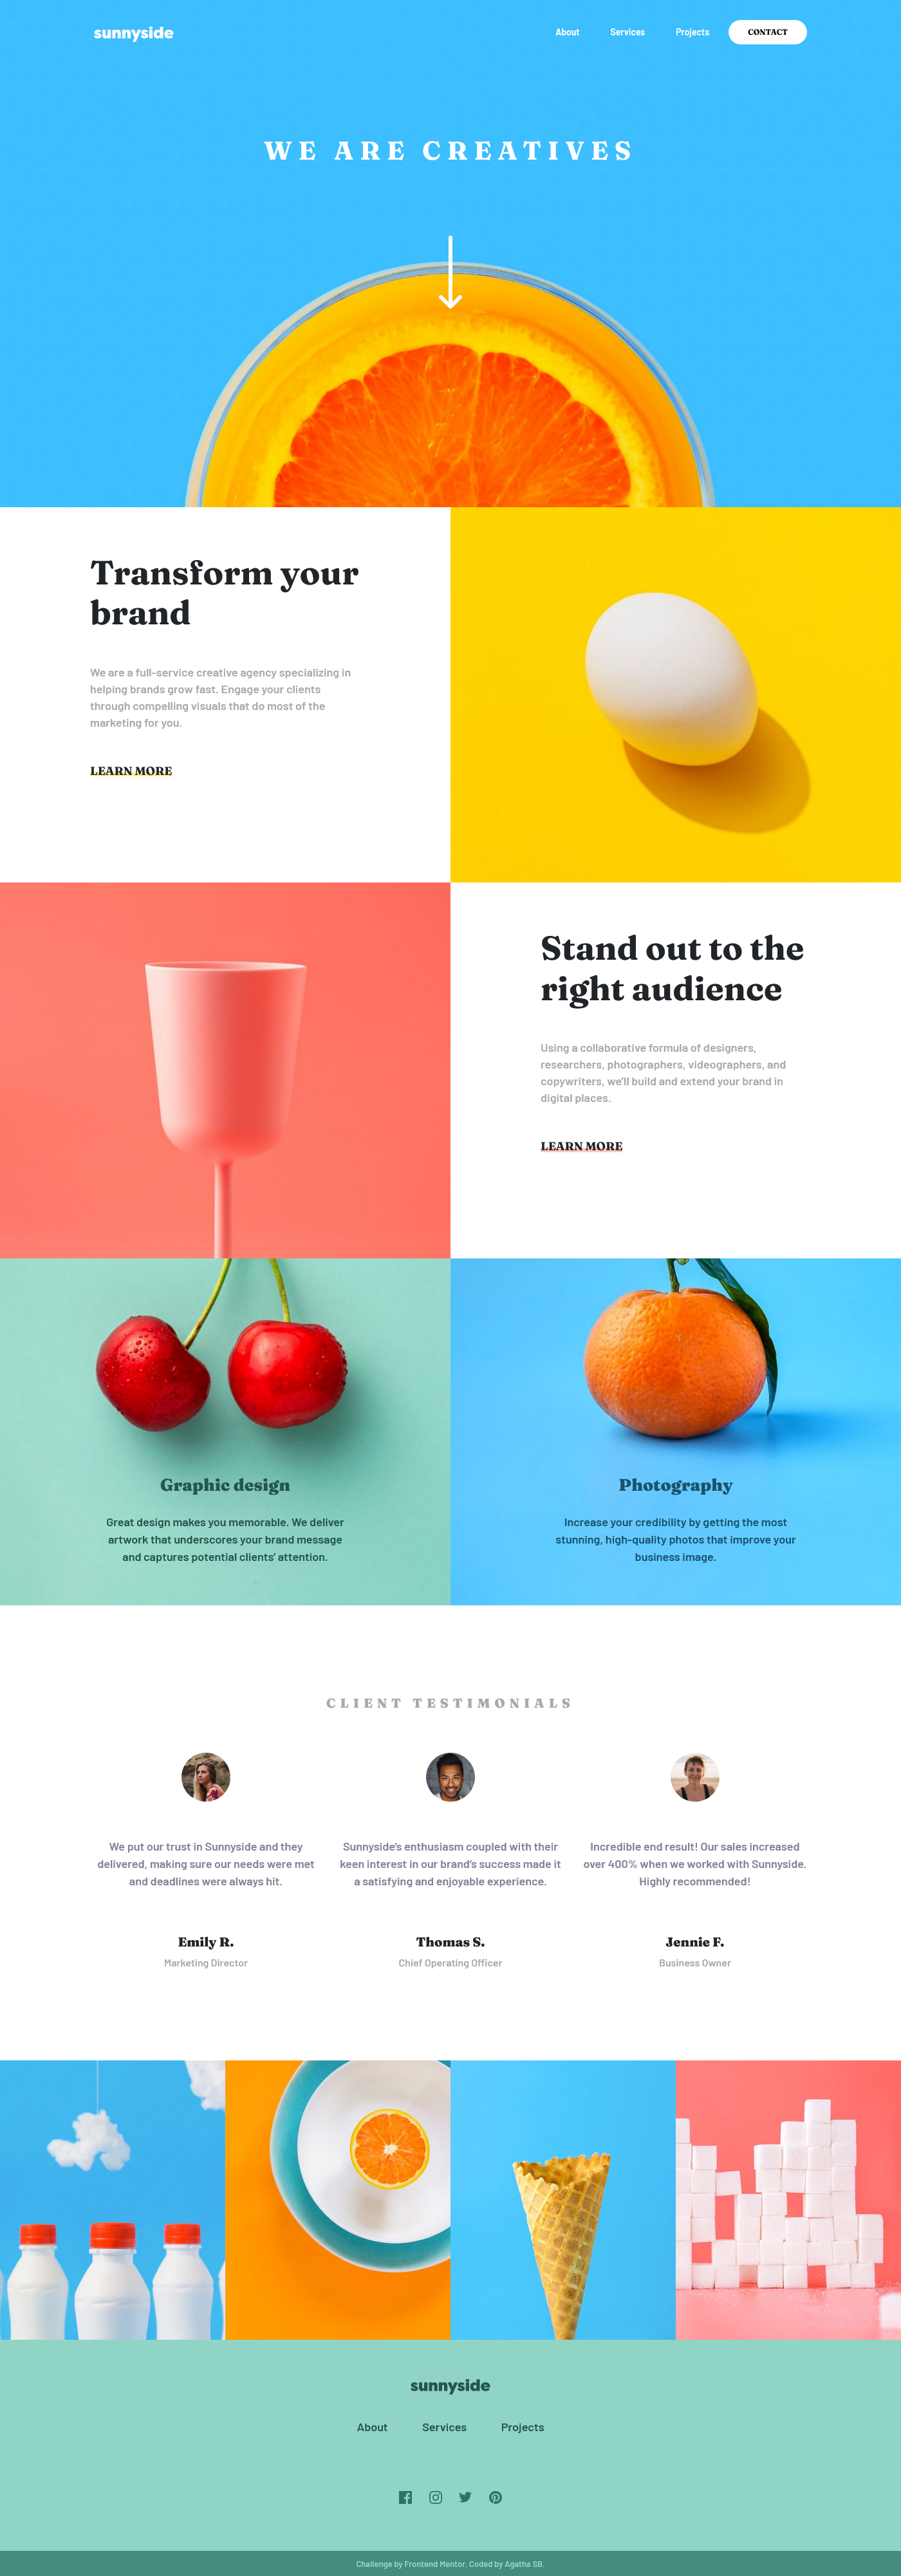 sunnyside
About Services Projects CONTACT
WE ARE CREATIVES
Transform your
brand
We are a full-service creative agency specializing in
helping brands grow fast. Engage your clients
through compelling visuals that do most of the
marketing for you.
LEARN MORE
Stand out to the
right audience
Using a collaborative formula of designers,
researchers, photographers, videographers, and
copywriters, we’ll build and extend your brand in
digital places.
LEARN MORE
Graphic design
Great design makes you memorable. We deliver
artwork that underscores your brand message
and captures potential clients’ attention.
Photography
Increase your credibility by getting the most
stunning, high-quality photos that improve your
business image.
CLIENT TESTIMONIALS
We put our trust in Sunnyside and they
delivered, making sure our needs were met
and deadlines were always hit.
Emily R.
Marketing Director
Sunnyside’s enthusiasm coupled with their
keen interest in our brand’s success made it
a satisfying and enjoyable experience.
Thomas S.
Chief Operating Officer
Incredible end result! Our sales increased
over 400% when we worked with Sunnyside.
Highly recommended!
Jennie F.
Business Owner
sunnyside
About Services Projects
Challenge by Frontend Mentor. Coded by Agatha SB.